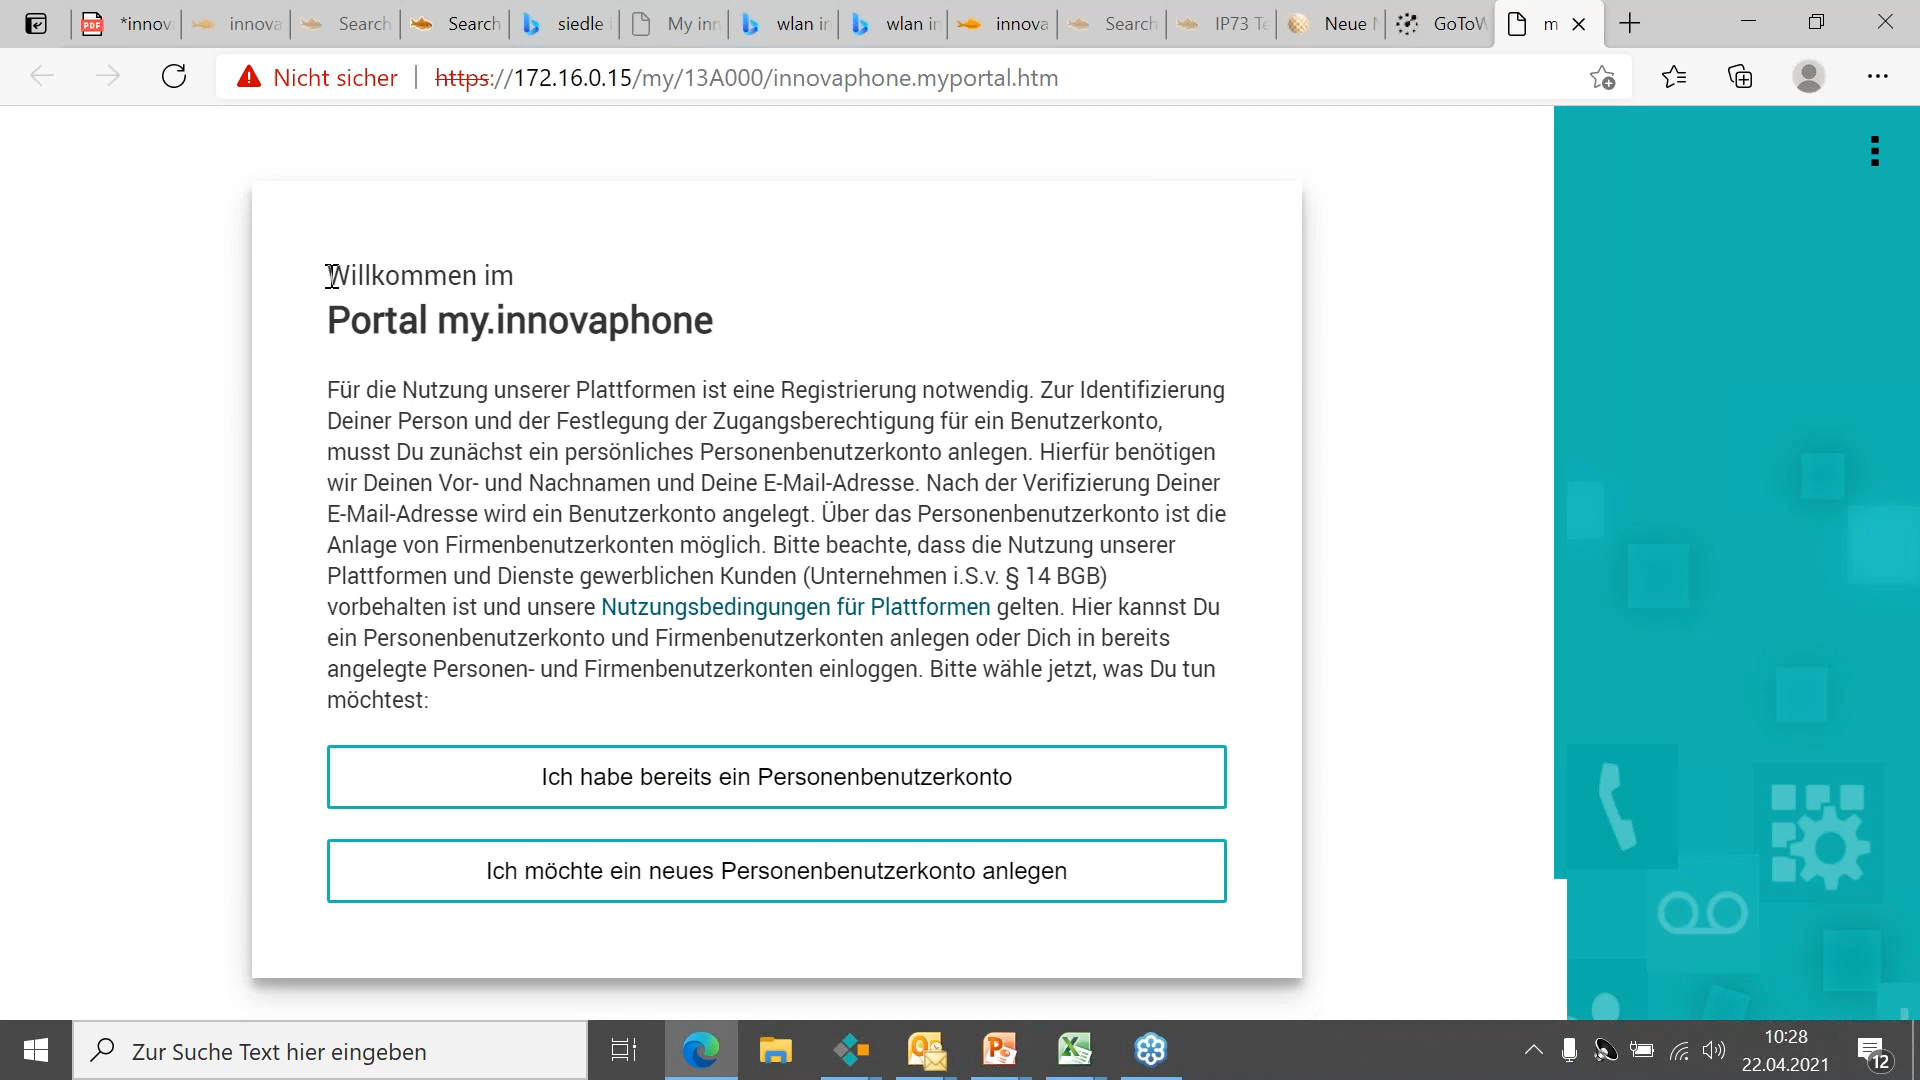 *innov
innova
Search
Search
siedle
My inn
wlan in
wlan in
innova
Search
IP73 Te
Neue
GoToW
m
Nicht sicher
https://172.16.0.15/my/13A000/innovaphone.myportal.htm
Willkommen im
Portal my.innovaphone
Für die Nutzung unserer Plattformen ist eine Registrierung notwendig. Zur Identifizierung
Deiner Person und der Festlegung der Zugangsberechtigung für ein Benutzerkonto,
musst Du zunächst ein persönliches Personenbenutzerkonto anlegen. Hierfür benötigen
wir Deinen Vor- und Nachnamen und Deine E-Mail-Adresse. Nach der Verifizierung Deiner
E-Mail-Adresse wird ein Benutzerkonto angelegt. Über das Personenbenutzerkonto ist die
Anlage von Firmenbenutzerkonten möglich. Bitte beachte, dass die Nutzung unserer
Plattformen und Dienste gewerblichen Kunden (Unternehmen i.S.v. § 14 BGB)
vorbehalten ist und unsere Nutzungsbedingungen für Plattformen gelten. Hier kannst Du
ein Personenbenutzerkonto und Firmenbenutzerkonten anlegen oder Dich in bereits
angelegte Personen- und Firmenbenutzerkonten einloggen. Bitte wähle jetzt, was Du tun
möchtest:
Ich habe bereits ein Personenbenutzerkonto
Ich möchte ein neues Personenbenutzerkonto anlegen
Zur Suche Text hier eingeben
10:28
22.04.2021
12